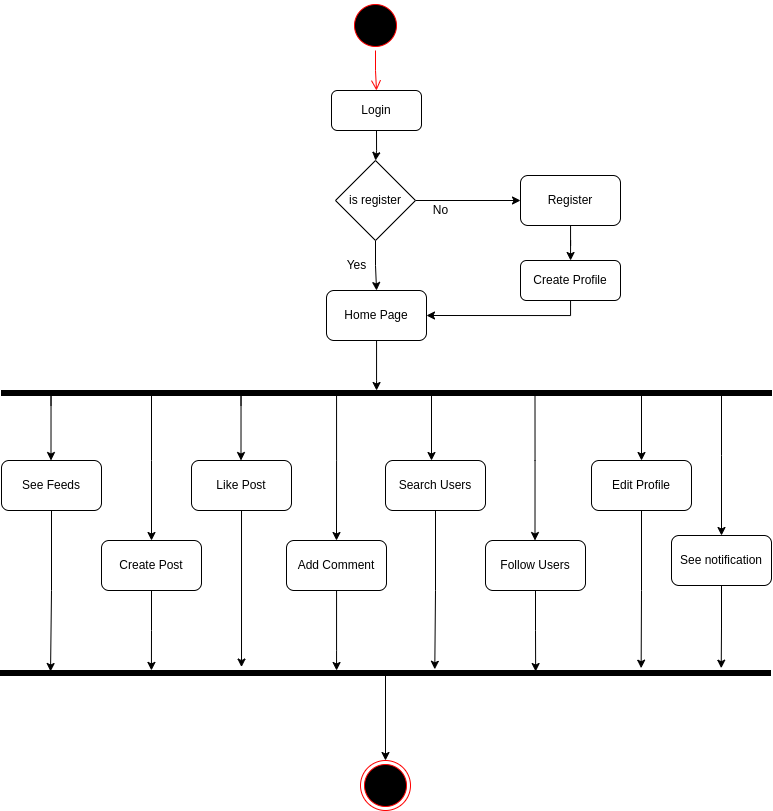 Login
is register
No
Register
Yes
Create Profile
Home Page
See Feeds
Like Post
Search Users
Edit Profile
Create Post
Add Comment
Follow Users
See notification